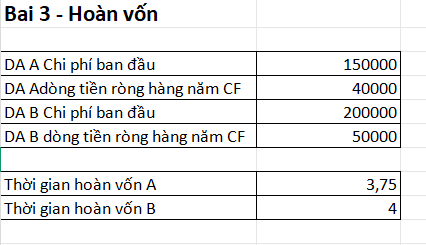 Bai 3 - Hoàn vốn
DA A Chi phí ban đầu 150000
DA Adòng tiền ròng hàng năm CF 40000
DA B Chi phí ban đầu 200000
DA B dòng tiền ròng hàng năm CF 50000
Thời gian hoàn vốn A 3,75
Thời gian hoàn vốn B 4